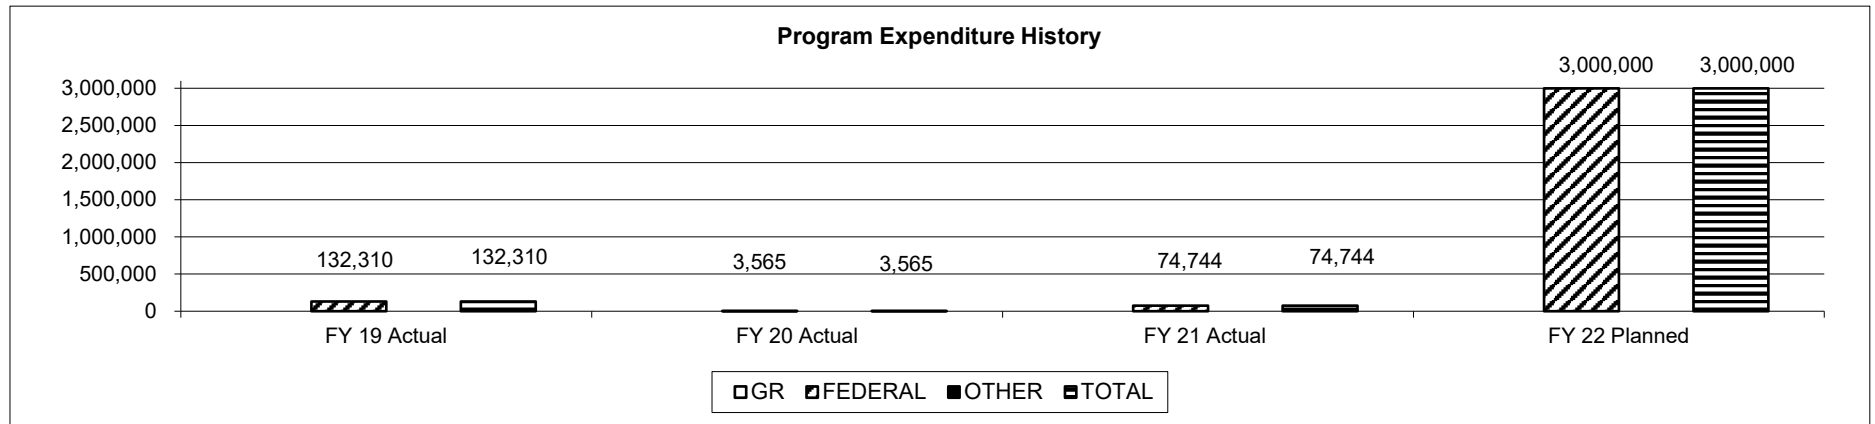 Program Expenditure History
3,000,000 3,000,000
3,000,000
2,500,000
2,000,000
1,500,000
1,000,000
500,000
0
132,310 132,310 3,565 3,565 74,744 74,744
FY 19 Actual FY 20 Actual FY 21 Actual FY 22 Planned
GR FEDERAL OTHER TOTAL